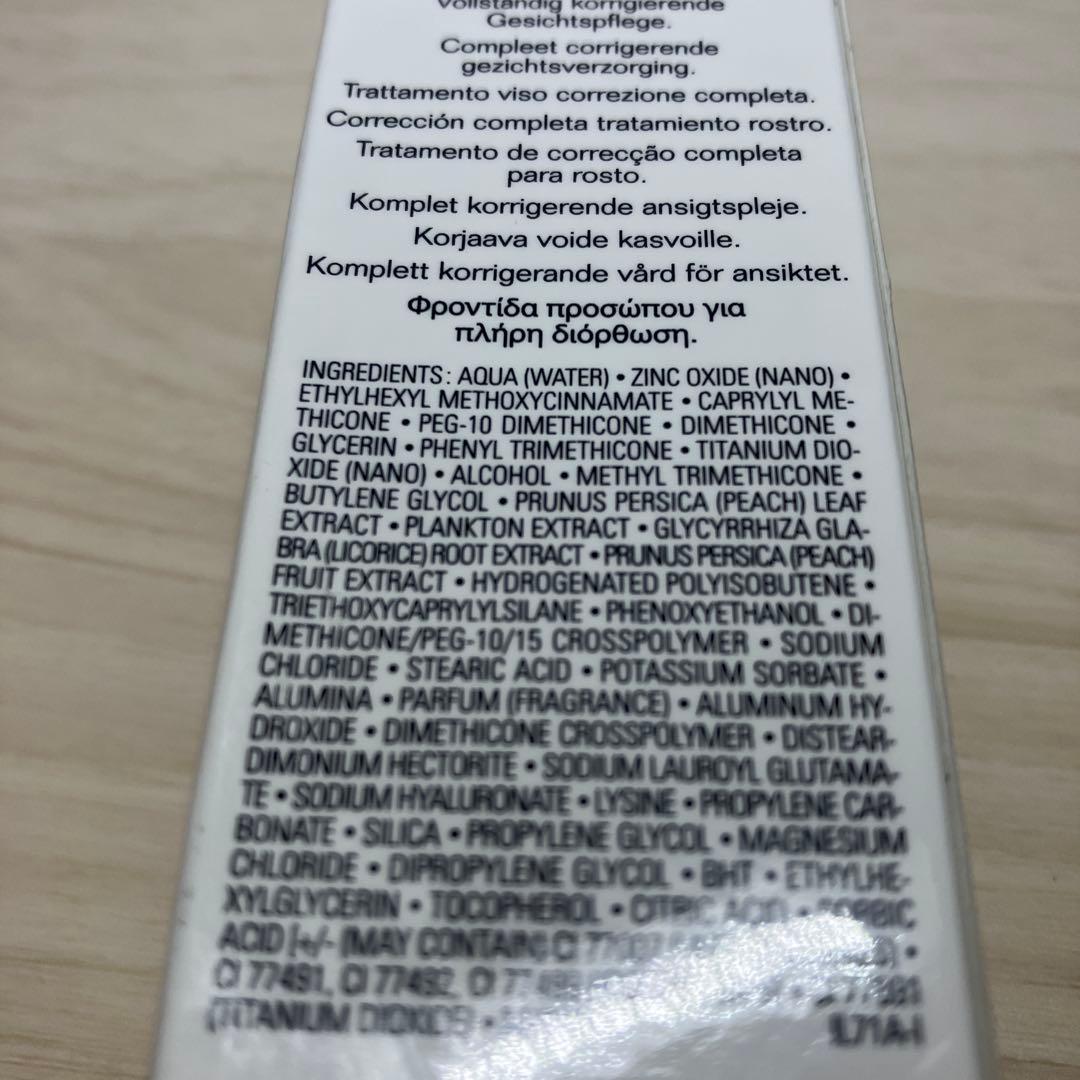 Vollständig korrigierende
Gesichtspflege.
Compleet corrigerende
gezichtsverzorging.
Trattamento viso correzione completa.
Corrección completa tratamiento rostro.
Tratamento de correcção completa
para rosto.
Komplet korrigerende ansigtspleje.
Korjaava voide kasvoille.
Komplett korrigerande vård för ansiktet.
Φροντίδα προσώπου για
πλήρη διόρθωση.
INGREDIENTS: AQUA (WATER) • ZINC OXIDE (NANO) •
ETHYLHEXYL METHOXYCINNAMATE • CAPRYLYL ME-
THICONE • PEG-10 DIMETHICONE • DIMETHICONE •
GLYCERIN • PHENYL TRIMETHICONE • TITANIUM DIO-
XIDE (NANO) • ALCOHOL • METHYL TRIMETHICONE •
BUTYLENE GLYCOL • PRUNUS PERSICA (PEACH) LEAF
EXTRACT • PLANKTON EXTRACT • GLYCYRRHIZA GLA-
BRA (LICORICE) ROOT EXTRACT • PRUNUS PERSICA (PEACH)
FRUIT EXTRACT • HYDROGENATED POLYISOBUTENE •
TRIETHOXYCAPRYLYLSILANE • PHENOXYETHANOL • DI-
METHICONE/PEG-10/15 CROSSPOLYMER • SODIUM
CHLORIDE • STEARIC ACID • POTASSIUM SORBATE •
ALUMINA • PARFUM (FRAGRANCE) • ALUMINUM HY-
DROXIDE • DIMETHICONE CROSSPOLYMER • DISTEAR-
DIMONIUM HECTORITE • SODIUM LAUROYL GLUTAMA-
TE • SODIUM HYALURONATE • LYSINE • PROPYLENE CAR-
BONATE • SILICA • PROPYLENE GLYCOL • MAGNESIUM
CHLORIDE • DIPROPYLENE GLYCOL • BHT • ETHYLHE-
XYLGLYCERIN • TOCOPHEROL • CITRIC ACID • SORBIC
ACID [+/- (MAY CONTAIN) CI
CI 77491, CI 77492,
(TITANIUM DIOXIDE) •